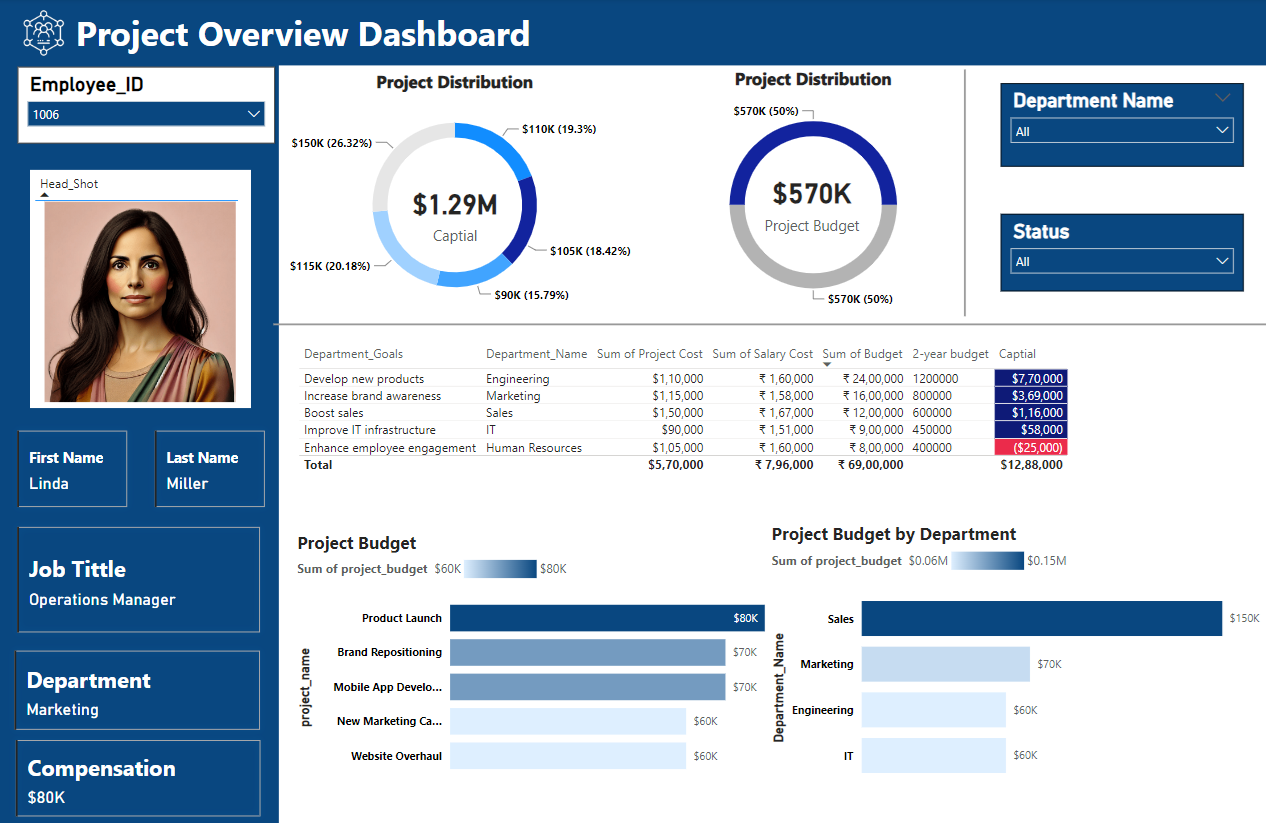 Project Overview Dashboard
Employee_ID
1006
Head_Shot
First Name
Linda
Last Name
Miller
Job Tittle
Operations Manager
Department
Marketing
Compensation
$80K
Project Distribution
$110K (19.3%)
$150K (26.32%)
$1.29M
Captial
$105K (18.42%)
$115K (20.18%)
$90K (15.79%)
Project Distribution
$570K (50%)
$570K
Project Budget
$570K (50%)
Department Name
All
Status
All
Department_Goals Department_Name Sum of Project Cost Sum of Salary Cost Sum of Budget 2-year budget Captial
Develop new products Engineering $1,10,000 ₹ 1,60,000 ₹ 24,00,000 1200000 $7,70,000
Increase brand awareness Marketing $1,15,000 ₹ 1,58,000 ₹ 16,00,000 800000 $3,69,000
Boost sales Sales $1,50,000 ₹ 1,67,000 ₹ 12,00,000 600000 $1,16,000
Improve IT infrastructure IT $90,000 ₹ 1,51,000 ₹ 9,00,000 450000 $58,000
Enhance employee engagement Human Resources $1,05,000 ₹ 1,60,000 ₹ 8,00,000 400000 ($25,000)
Total $5,70,000 ₹ 7,96,000 ₹ 69,00,000 $12,88,000
Project Budget
Sum of project_budget $60K $80K
project_name
Product Launch $80K
Brand Repositioning $70K
Mobile App Develo... $70K
New Marketing Ca... $60K
Website Overhaul $60K
Project Budget by Department
Sum of project_budget $0.06M $0.15M
Department_Name
Sales $150K
Marketing $70K
Engineering $60K
IT $60K